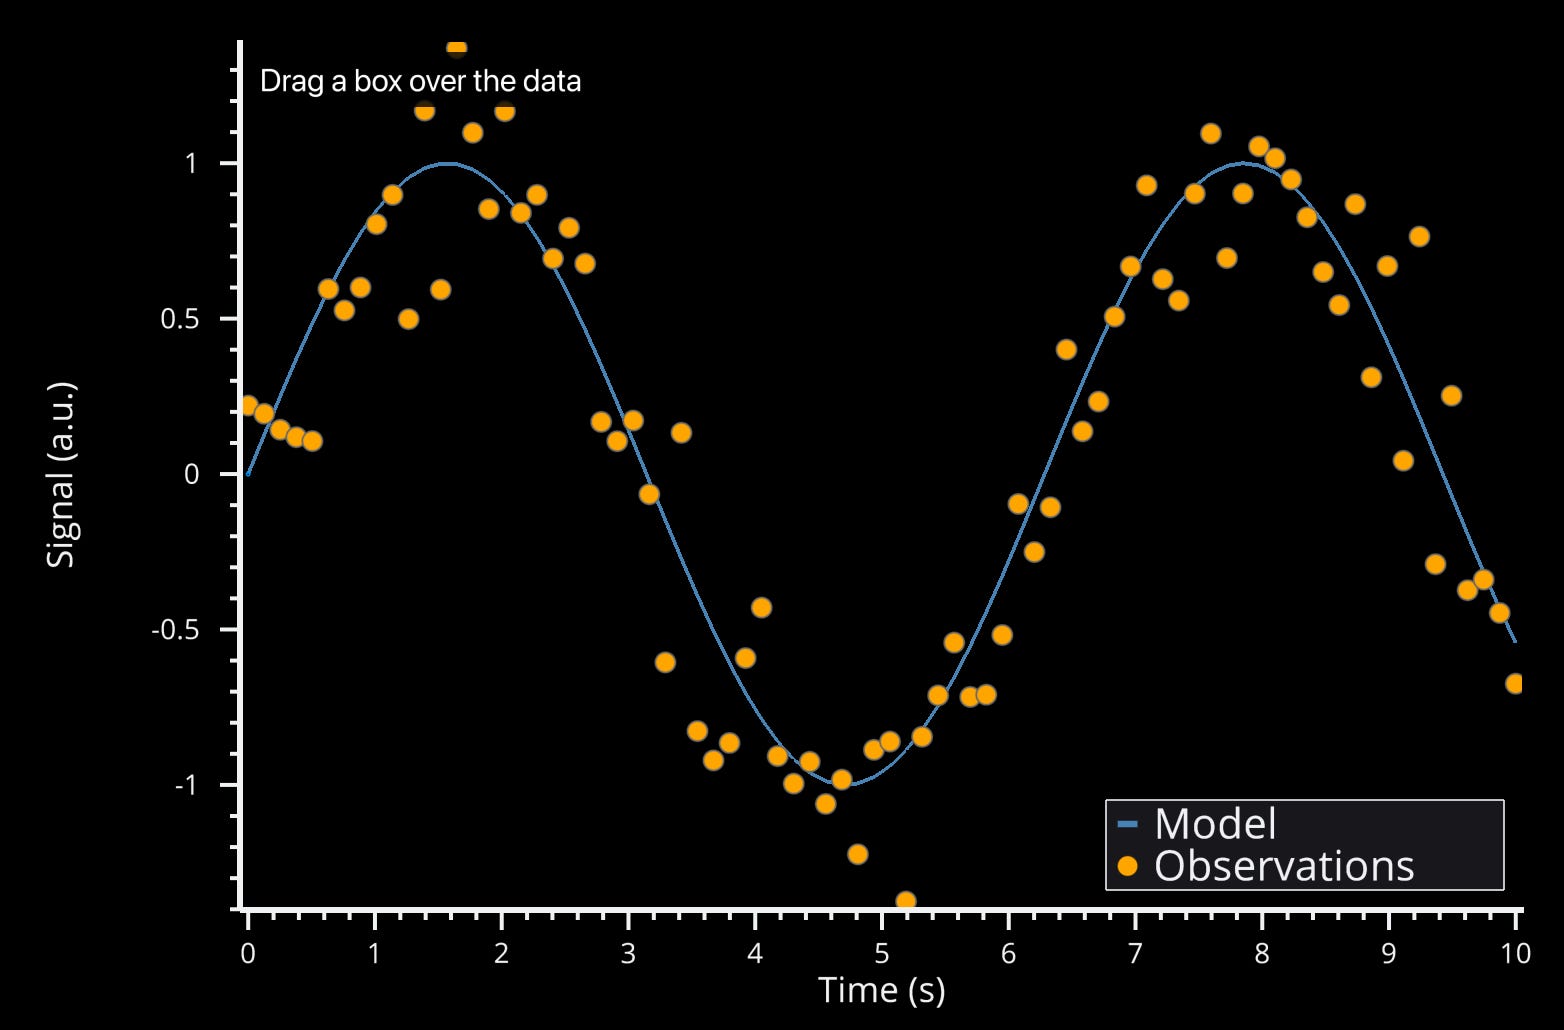 Drag a box over the data
1
0.5
0
-0.5
-1
Signal (a.u.)
Model
Observations
0 1 2 3 4 5 6 7 8 9 10
Time (s)